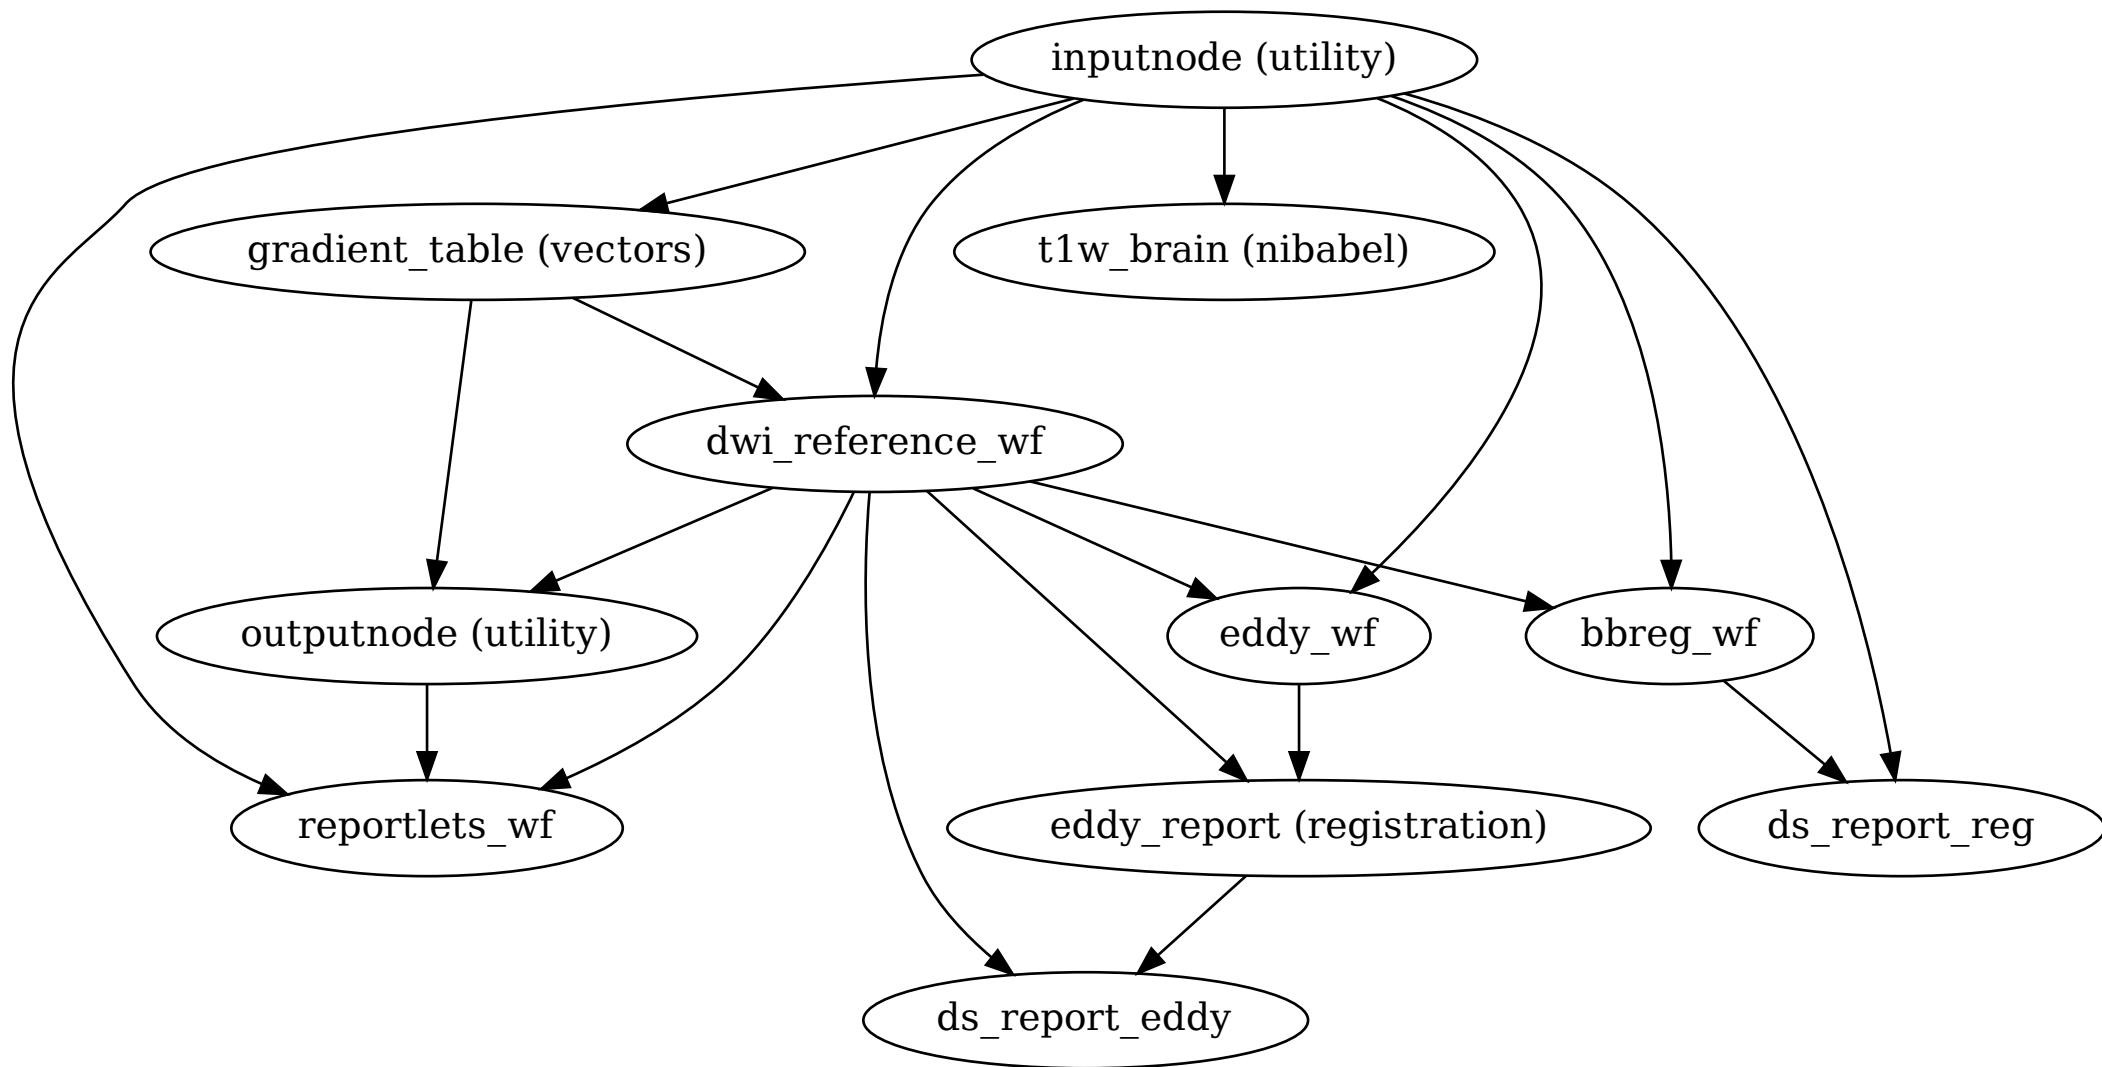 inputnode (utility)
gradient_table (vectors)
t1w_brain (nibabel)
dwi_reference_wf
outputnode (utility)
eddy_wf
bbreg_wf
reportlets_wf
eddy_report (registration)
ds_report_reg
ds_report_eddy